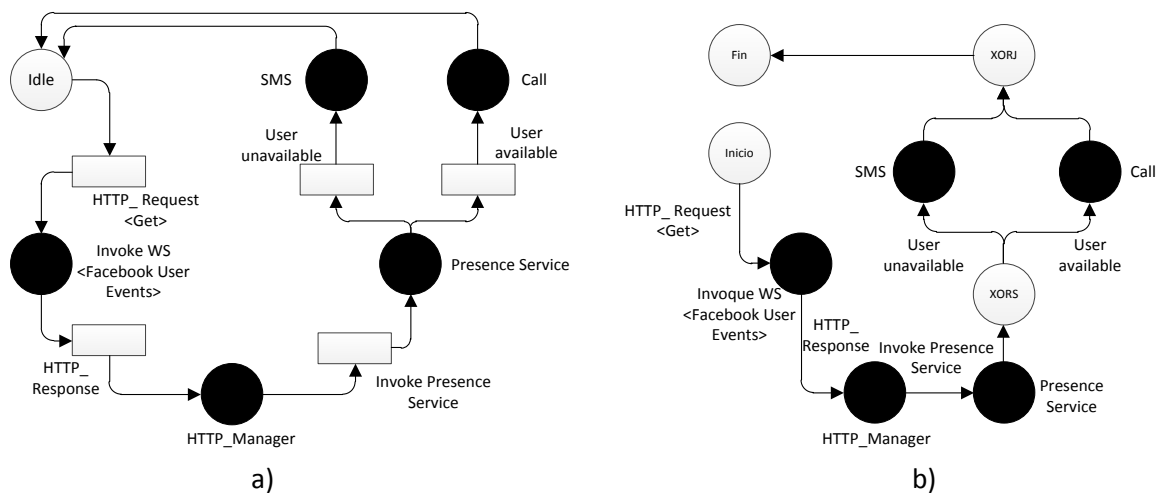 Idle
SMS
Call
User
unavailable
User
available
HTTP_ Request
<Get>
Invoke WS
<Facebook User
Events>
Presence Service
HTTP_
Response
Invoke Presence
Service
HTTP_Manager
a)
Fin
XORJ
Inicio
SMS
Call
HTTP_ Request
<Get>
User
unavailable
User
available
Invoque WS
<Facebook User
Events>
XORS
HTTP_
Response
Invoke Presence
Service
Presence
Service
HTTP_Manager
b)